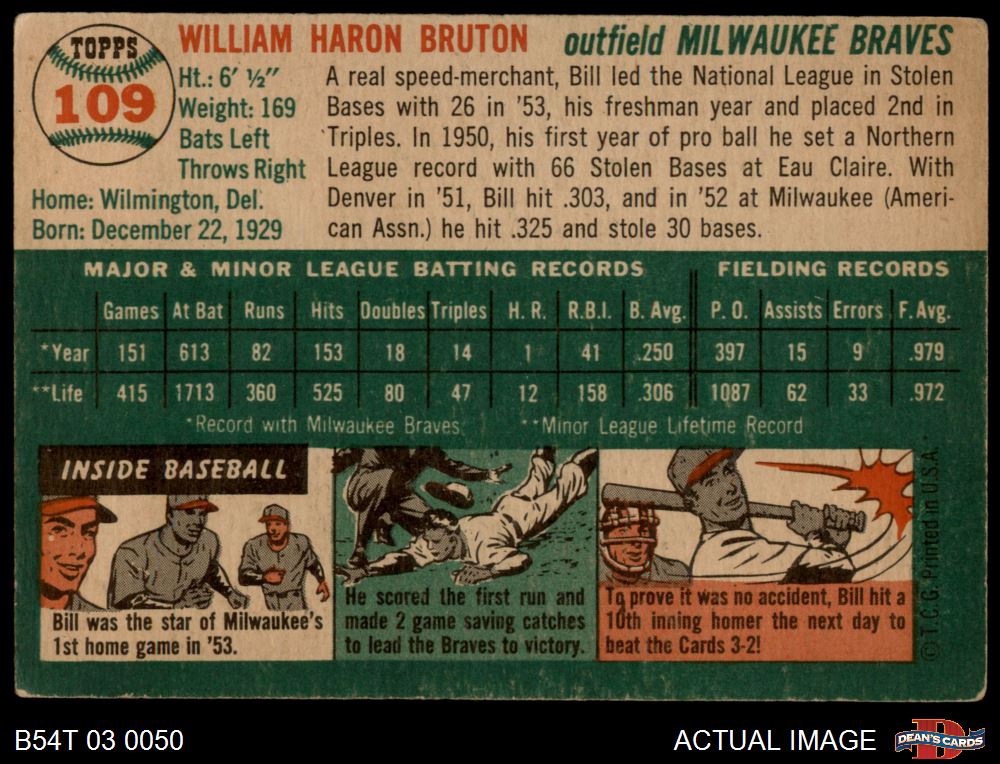 TOPPS
109
WILLIAM HARON BRUTON outfield MILWAUKEE BRAVES
Ht.: 6' ½"
Weight: 169
Bats Left
Throws Right
Home: Wilmington, Del.
Born: December 22, 1929
A real speed-merchant, Bill led the National League in Stolen
Bases with 26 in '53, his freshman year and placed 2nd in
Triples. In 1950, his first year of pro ball he set a Northern
League record with 66 Stolen Bases at Eau Claire. With
Denver in '51, Bill hit .303, and in '52 at Milwaukee (Ameri-
can Assn.) he hit .325 and stole 30 bases.
MAJOR & MINOR LEAGUE BATTING RECORDS FIELDING RECORDS
Games At Bat Runs Hits Doubles Triples H. R. R.B.I. B. Avg. P. O. Assists Errors F. Avg.
*Year 151 613 82 153 18 14 1 41 .250 397 15 9 .979
**Life 415 1713 360 525 80 47 12 158 .306 1087 62 33 .972
*Record with Milwaukee Braves. **Minor League Lifetime Record
INSIDE BASEBALL
Bill was the star of Milwaukee's
1st home game in '53.
He scored the first run and
made 2 game saving catches
to lead the Braves to victory.
To prove it was no accident, Bill hit a
10th inning homer the next day to
beat the Cards 3-2!
© T. C. G. Printed in U.S.A.
B54T 03 0050
ACTUAL IMAGE
DEAN'S CARDS